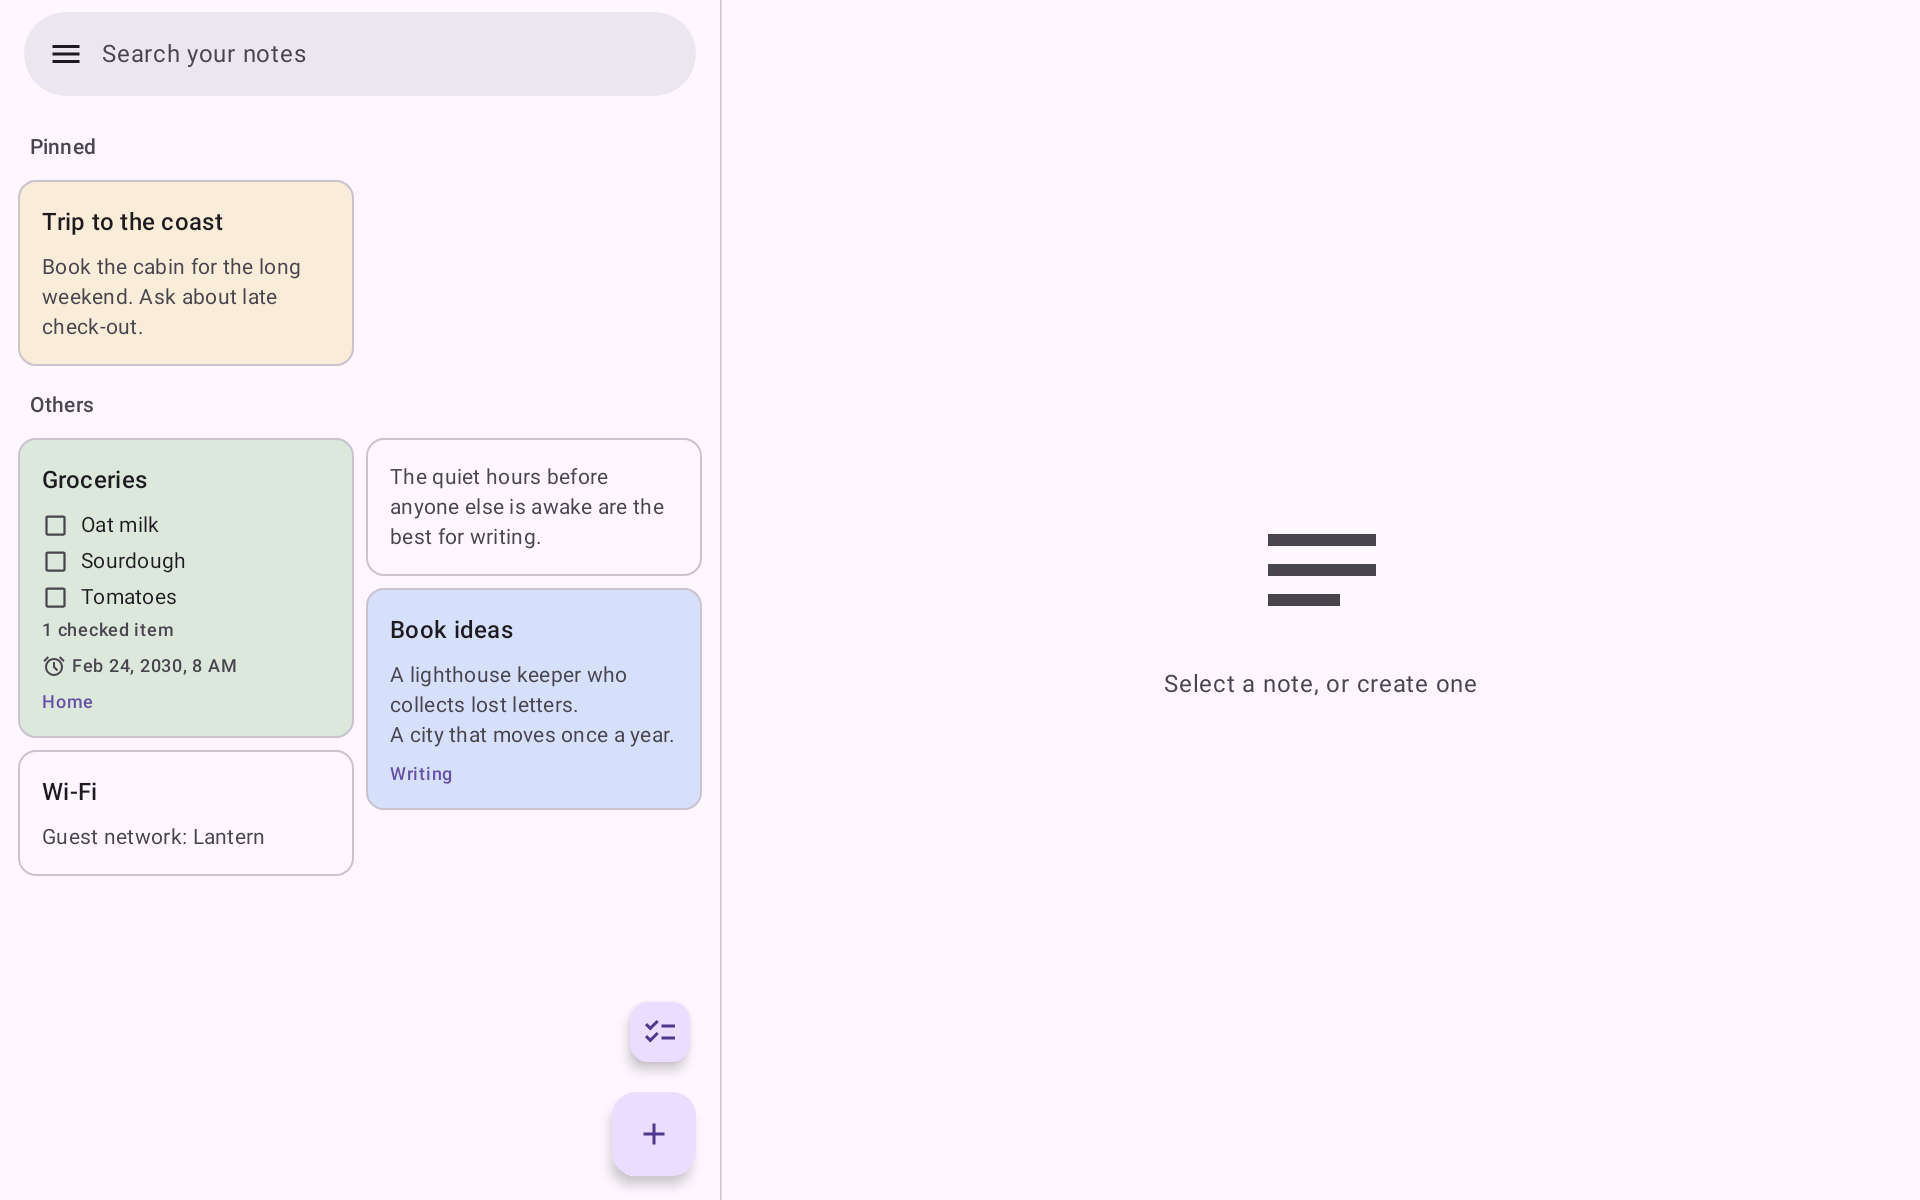 Search your notes
Pinned
Trip to the coast
Book the cabin for the long
weekend. Ask about late
check-out.
Others
Groceries
Oat milk
Sourdough
Tomatoes
1 checked item
Feb 24, 2030, 8 AM
Home
Wi-Fi
Guest network: Lantern
The quiet hours before
anyone else is awake are the
best for writing.
Book ideas
A lighthouse keeper who
collects lost letters.
A city that moves once a year.
Writing
Select a note, or create one